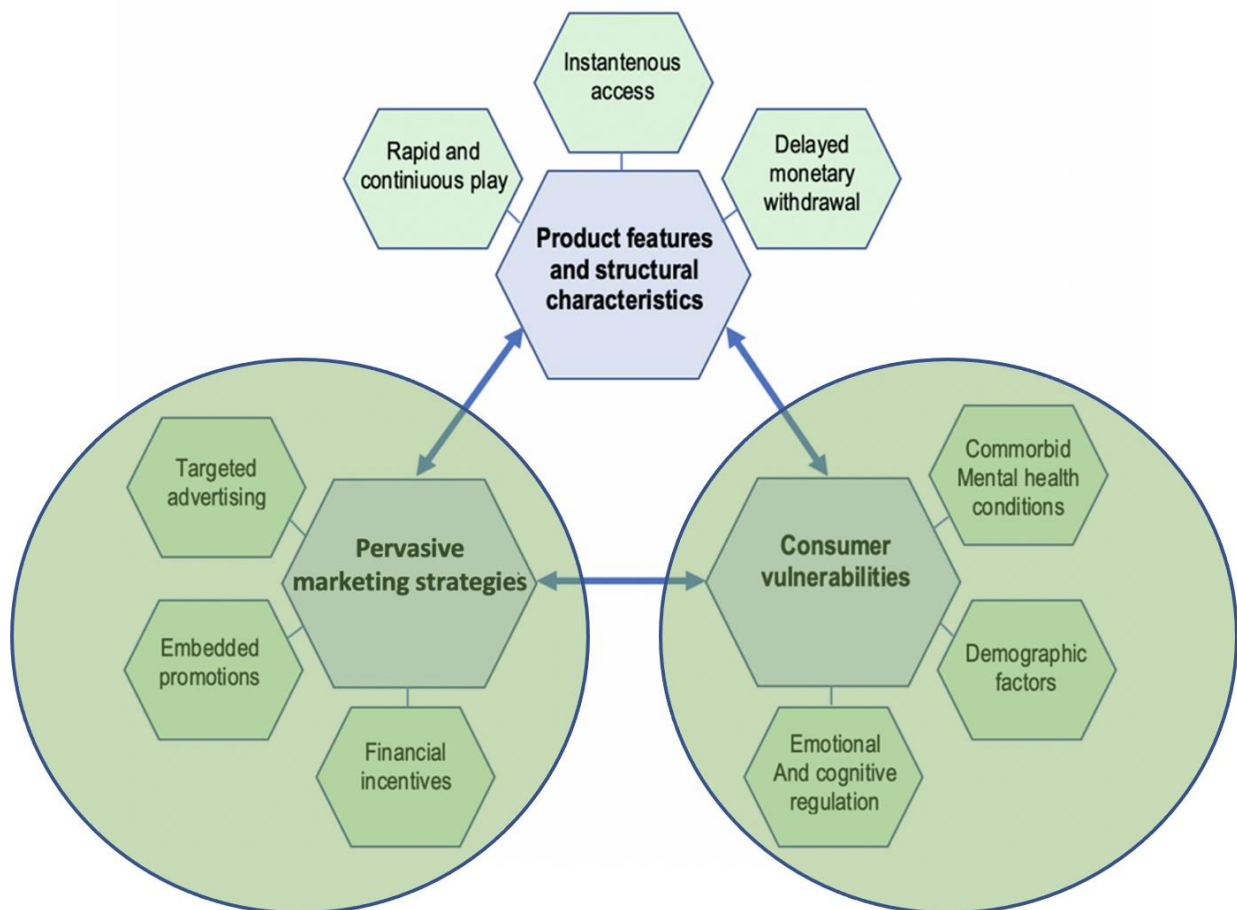 Instantenous
access
Rapid and
continiuous play
Delayed
monetary
withdrawal
Product features
and structural
characteristics
Targeted
advertising
Pervasive
marketing strategies
Embedded
promotions
Financial
incentives
Commorbid
Mental health
conditions
Consumer
vulnerabilities
Demographic
factors
Emotional
And cognitive
regulation